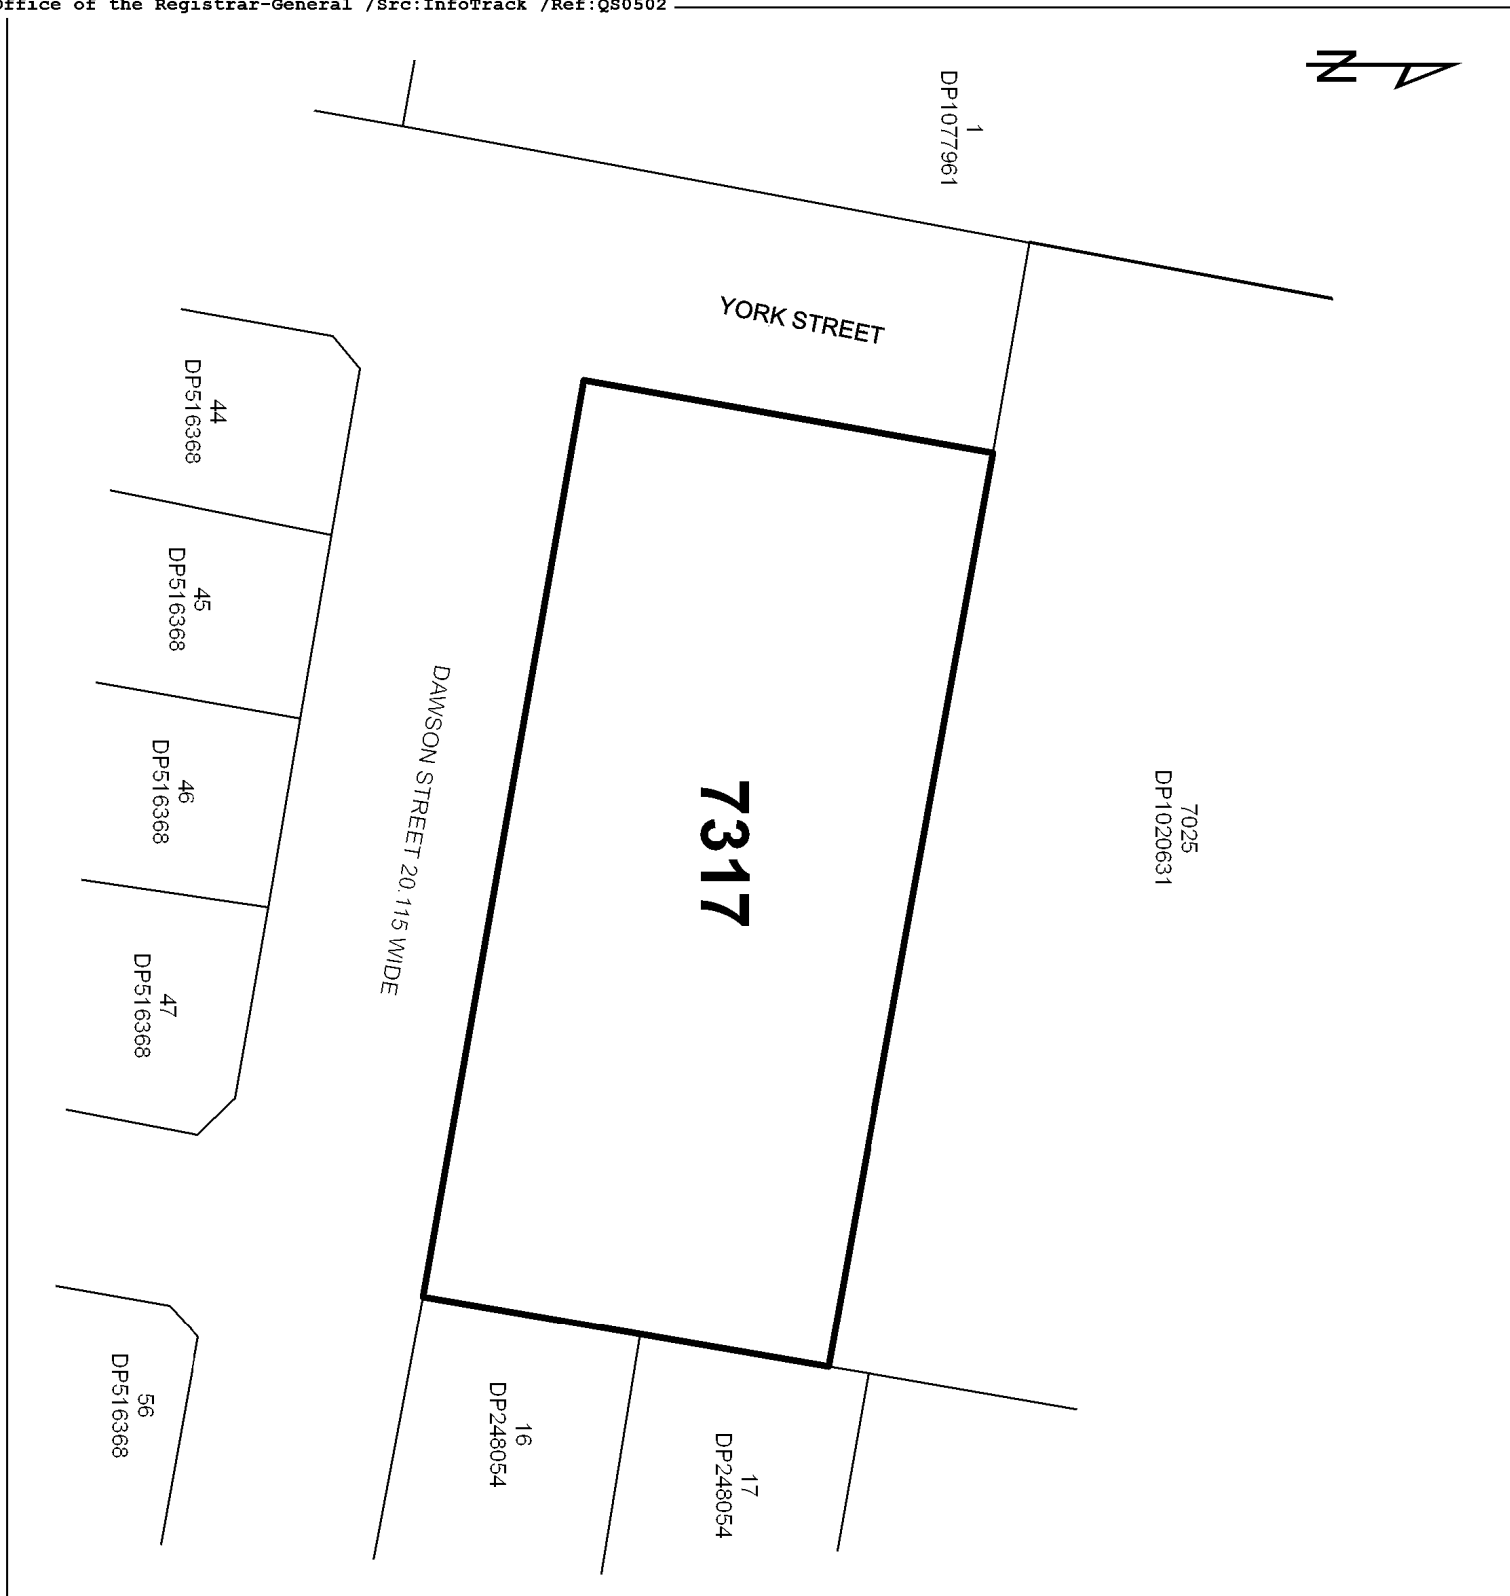 Office of the Registrar-General /Src:InfoTrack /Ref:QS0502
N
1
DP1077961
YORK STREET
44
DP516368
45
DP516368
46
DP516368
47
DP516368
56
DP516368
DAWSON STREET 20.115 WIDE
7317
7025
DP1020631
16
DP248054
17
DP248054